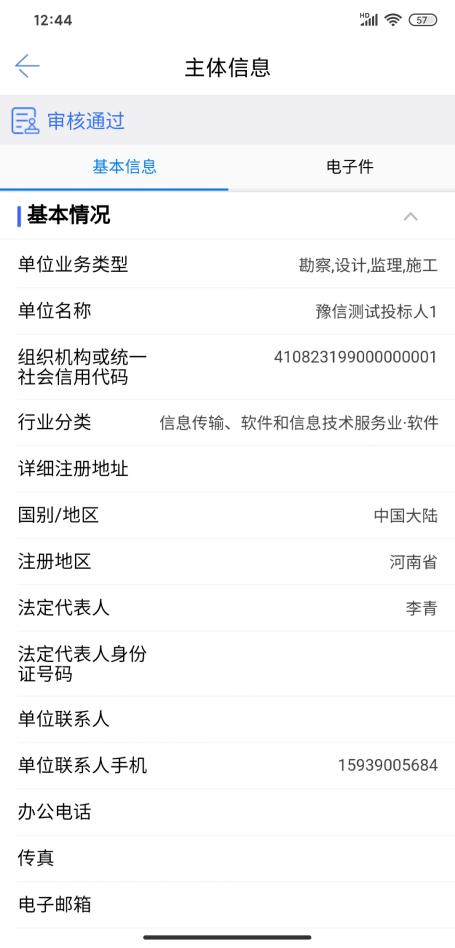 12:44
HD
57
主体信息
审核通过
基本信息
电子件
基本情况
单位业务类型
勘察,设计,监理,施工
单位名称
豫信测试投标人1
组织机构或统一
社会信用代码
410823199000000001
行业分类
信息传输、软件和信息技术服务业·软件
详细注册地址
国别/地区
中国大陆
注册地区
河南省
法定代表人
李青
法定代表人身份
证号码
单位联系人
单位联系人手机
15939005684
办公电话
传真
电子邮箱